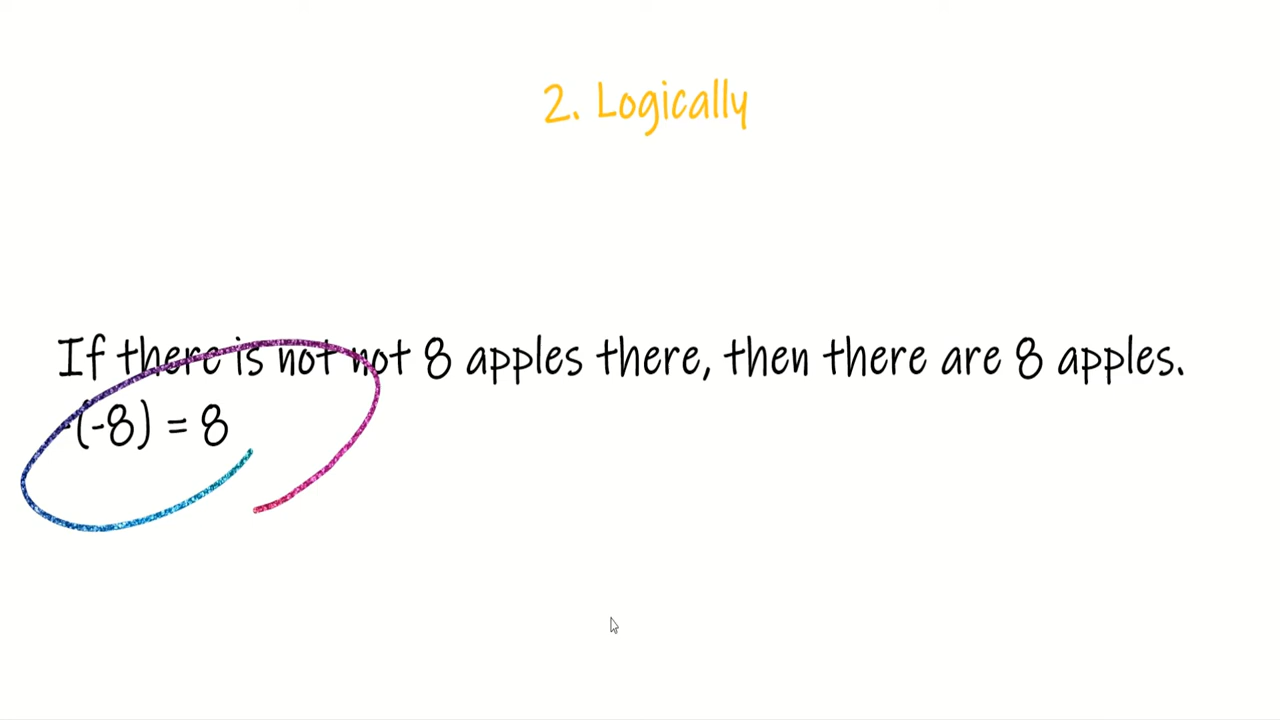 2. Logically
If there is not not 8 apples there, then there are 8 apples.
-(-8) = 8